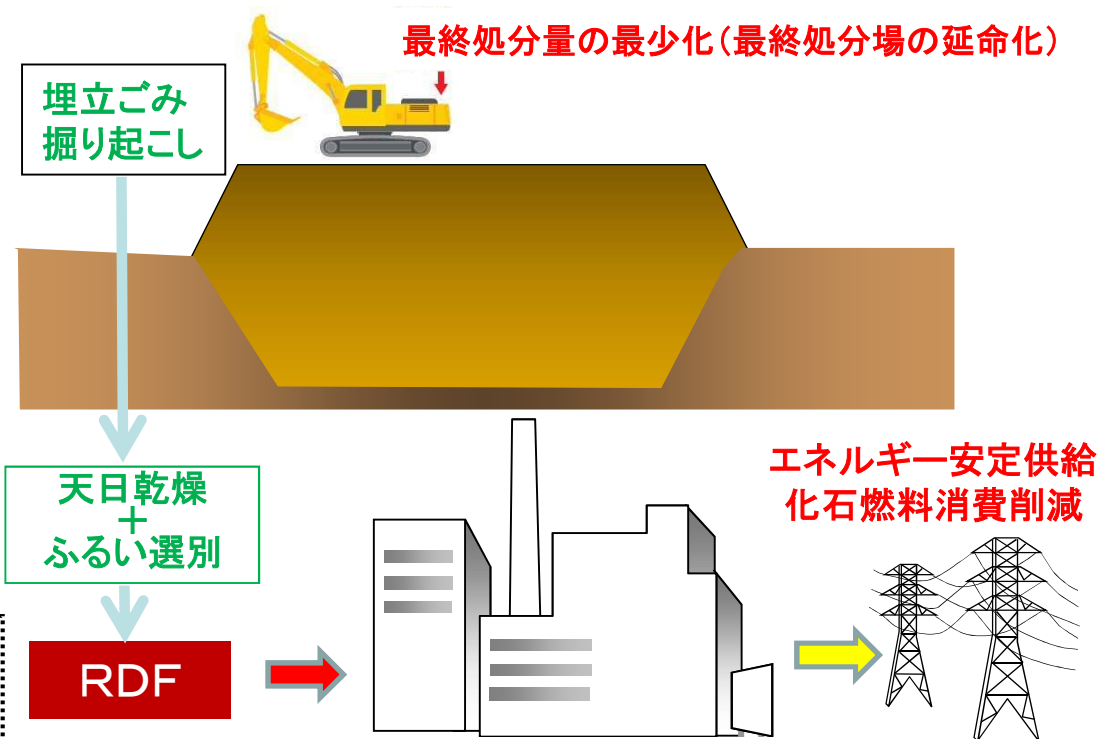 最終処分量の最少化（最終処分場の延命化）
埋立ごみ
掘り起こし
天日乾燥
＋
ふるい選別
エネルギー安定供給
化石燃料消費削減
RDF